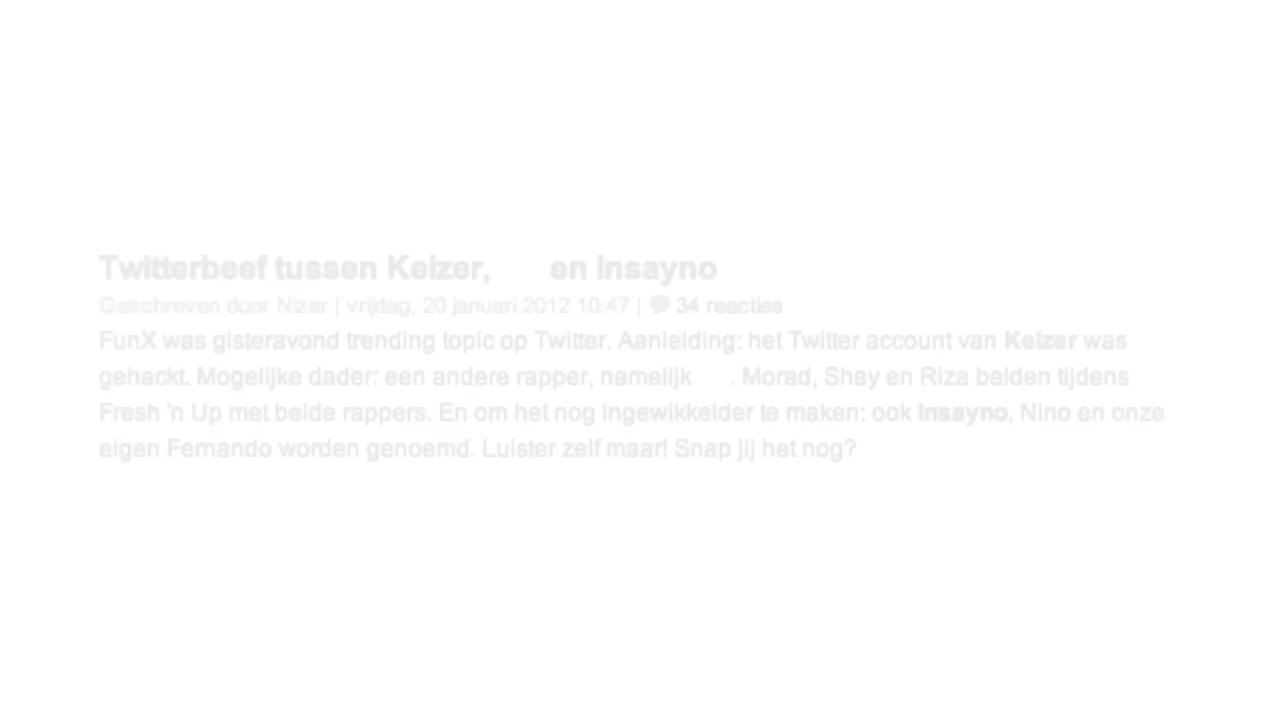 Twitterbeef tussen Keizer, en Insayno
Geschreven door Nizar | vrijdag, 20 januari 2012 10:47 | 34 reacties
FunX was gisteravond trending topic op Twitter. Aanleiding: het Twitter account van Keizer was
gehackt. Mogelijke dader: een andere rapper, namelijk . Morad, Shay en Riza belden tijdens
Fresh 'n Up met beide rappers. En om het nog ingewikkelder te maken: ook Insayno, Nino en onze
eigen Fernando worden genoemd. Luister zelf maar! Snap jij het nog?